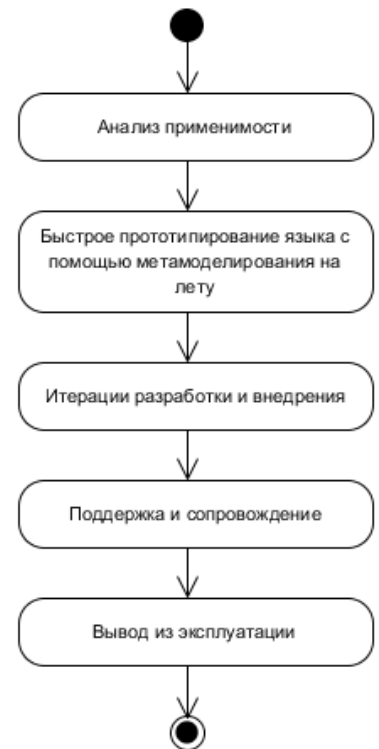 Анализ применимости
Быстрое прототипирование языка с
помощью метамоделирования на
лету
Итерации разработки и внедрения
Поддержка и сопровождение
Вывод из эксплуатации